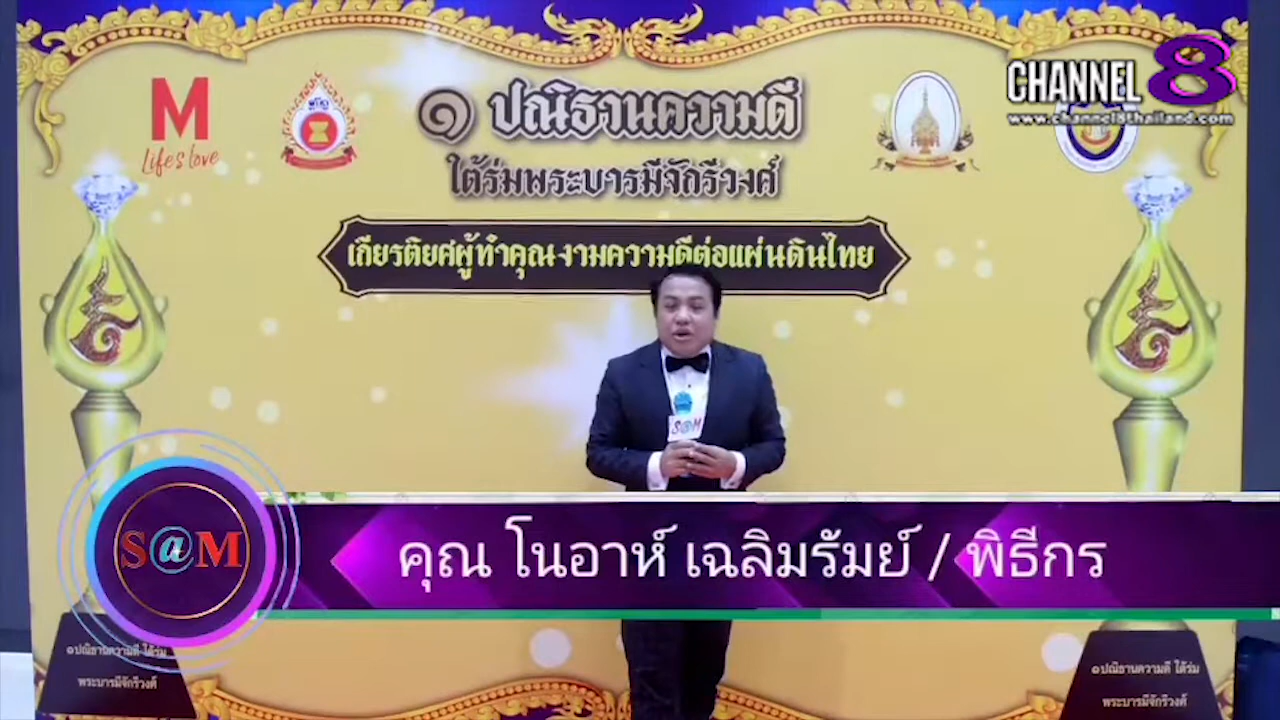 CHANNEL 8
www.channel8thailand.com
M
Life's love
๑ ปณิธานความดี
ใต้ร่มพระบารมีจักรีวงศ์
เกียรติยศผู้ทำคุณงามความดีต่อแผ่นดินไทย
S@M
S@M
คุณ โนอาห์ เฉลิมรัมย์ / พิธีกร
๑ปณิธานความดี ใต้ร่ม
พระบารมีจักรีวงศ์
๑ปณิธานความดี ใต้ร่ม
พระบารมีจักรีวงศ์